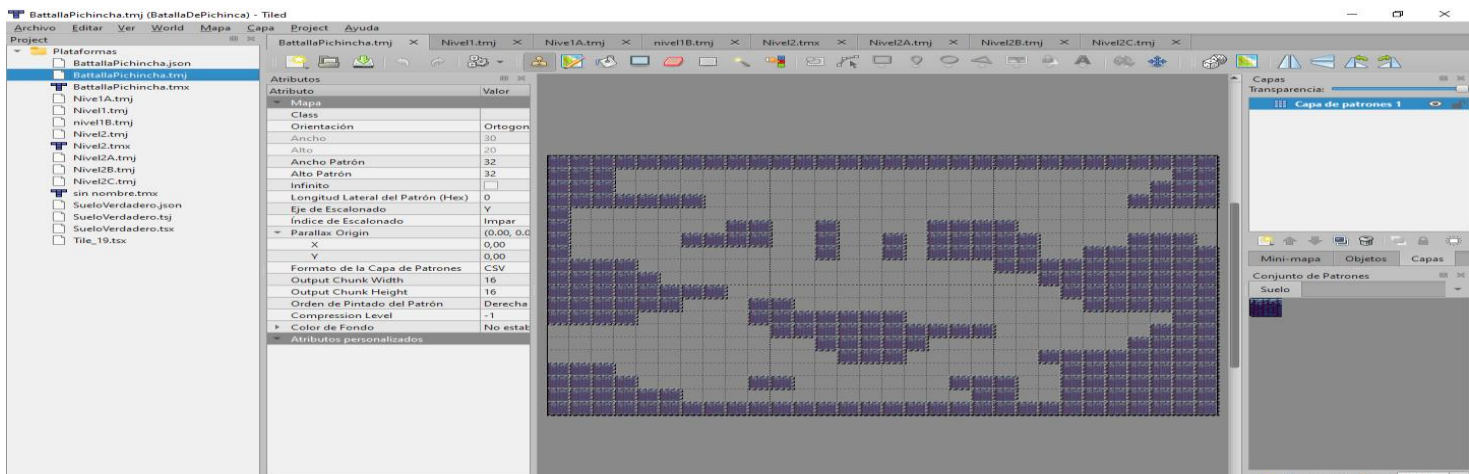 BattallaPichincha.tmj (BatallaDePichinca) - Tiled
Archivo Editar Ver World Mapa Capa Project Ayuda
Project
Plataformas
BattallaPichincha.json
BattallaPichincha.tmj
BattallaPichincha.tmx
Nive1A.tmj
Nivel1.tmj
nivel1B.tmj
Nivel2.tmj
Nivel2.tmx
Nivel2A.tmj
Nivel2B.tmj
Nivel2C.tmj
sin nombre.tmx
SueloVerdadero.json
SueloVerdadero.tsj
SueloVerdadero.tsx
Tile_19.tsx
BattallaPichincha.tmj Nivel1.tmj Nive1A.tmj nivel1B.tmj Nivel2.tmx Nivel2A.tmj Nivel2B.tmj Nivel2C.tmj
Atributos
Atributo Valor
Mapa
Class
Orientación Ortogon
Ancho 30
Alto 20
Ancho Patrón 32
Alto Patrón 32
Infinito
Longitud Lateral del Patrón (Hex) 0
Eje de Escalonado Y
Índice de Escalonado Impar
Parallax Origin (0.00, 0.0
X 0,00
Y 0,00
Formato de la Capa de Patrones CSV
Output Chunk Width 16
Output Chunk Height 16
Orden de Pintado del Patrón Derecha
Compression Level -1
Color de Fondo No estab
Atributos personalizados
Capas
Transparencia:
Capa de patrones 1
Mini-mapa Objetos Capas
Conjunto de Patrones
Suelo